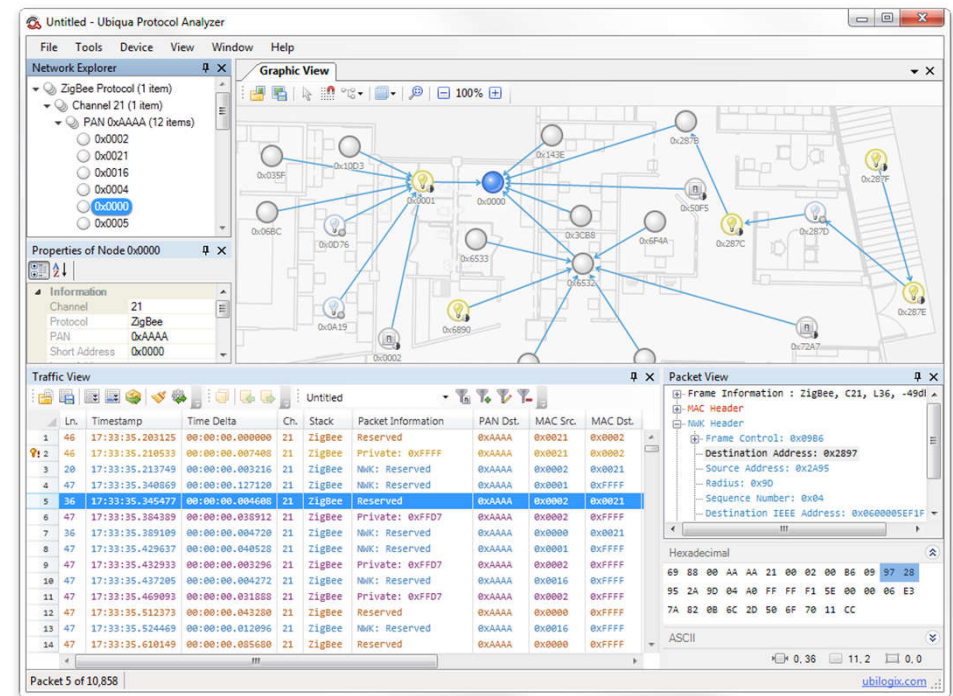 Untitled - Ubiqua Protocol Analyzer
File Tools Device View Window Help
Network Explorer
ZigBee Protocol (1 item)
Channel 21 (1 item)
PAN 0xAAAA (12 items)
0x0002
0x0021
0x0016
0x0004
0x0000
0x0005
Properties of Node 0x0000
Information
Channel 21
Protocol ZigBee
PAN 0xAAAA
Short Address 0x0000
Graphic View
100%
0x035F
0x10D3
0x143E
0x287B
0x287F
0x0001
0x0000
0x50F5
0x06BC
0x0D76
0x3CB8
0x6F4A
0x287C
0x287D
0x6533
0x6532
0x287E
0x0A19
0x6890
0x72A7
0x0002
Traffic View
Untitled
Ln. Timestamp Time Delta Ch. Stack Packet Information PAN Dst. MAC Src. MAC Dst.
1 46 17:33:35.203125 00:00:00.000000 21 ZigBee Reserved 0xAAAA 0x0021 0x0002
2 46 17:33:35.210533 00:00:00.007408 21 ZigBee Private: 0xFFFF 0xAAAA 0x0021 0x0002
3 20 17:33:35.213749 00:00:00.003216 21 ZigBee NWK: Reserved 0xAAAA 0x0002 0x0021
4 47 17:33:35.340869 00:00:00.127120 21 ZigBee NWK: Reserved 0xAAAA 0x0001 0xFFFF
5 36 17:33:35.345477 00:00:00.004608 21 ZigBee Reserved 0xAAAA 0x0002 0x0021
6 47 17:33:35.384389 00:00:00.038912 21 ZigBee Private: 0xFFD7 0xAAAA 0x0002 0xFFFF
7 36 17:33:35.389109 00:00:00.004720 21 ZigBee NWK: Reserved 0xAAAA 0x0000 0x0021
8 47 17:33:35.429637 00:00:00.040528 21 ZigBee NWK: Reserved 0xAAAA 0x0001 0xFFFF
9 47 17:33:35.432933 00:00:00.003296 21 ZigBee Private: 0xFFD7 0xAAAA 0x0002 0xFFFF
10 47 17:33:35.437205 00:00:00.004272 21 ZigBee NWK: Reserved 0xAAAA 0x0016 0xFFFF
11 47 17:33:35.469093 00:00:00.031888 21 ZigBee Private: 0xFFD7 0xAAAA 0x0002 0xFFFF
12 47 17:33:35.512373 00:00:00.043280 21 ZigBee Reserved 0xAAAA 0x0000 0xFFFF
13 47 17:33:35.524469 00:00:00.012096 21 ZigBee NWK: Reserved 0xAAAA 0x0016 0xFFFF
14 47 17:33:35.610149 00:00:00.085680 21 ZigBee Reserved 0xAAAA 0x0000 0xFFFF
Packet View
Frame Information : ZigBee, C21, L36, -49d
MAC Header
NWK Header
Frame Control: 0x09B6
Destination Address: 0x2897
Source Address: 0x2A95
Radius: 0x9D
Sequence Number: 0x04
Destination IEEE Address: 0x0600005EF1F
Hexadecimal
69 88 00 AA AA 21 00 02 00 B6 09 97 28
95 2A 9D 04 A0 FF FF F1 5E 00 00 06 E3
7A 82 0B 6C 2D 50 6F 70 11 CC
ASCII
0, 36 11, 2 0, 0
Packet 5 of 10,858
ubilogix.com